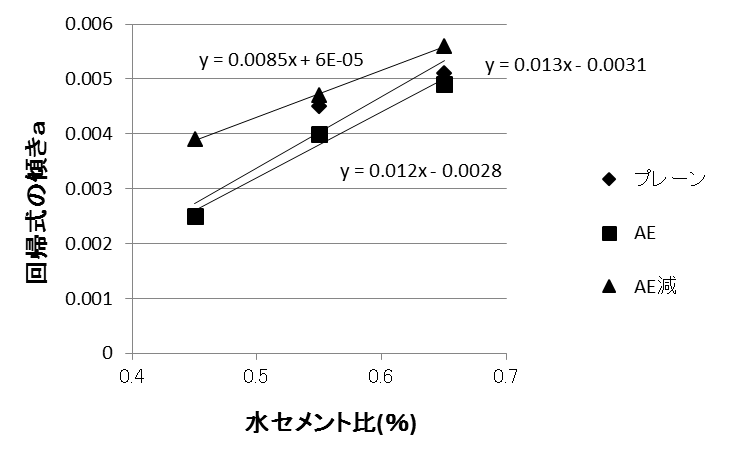 0.006
0.005
0.004
0.003
0.002
0.001
0
回帰式の傾きa
y = 0.0085x + 6E-05
y = 0.013x - 0.0031
y = 0.012x - 0.0028
プレーン
AE
AE減
0.4 0.5 0.6 0.7
水セメント比(%)